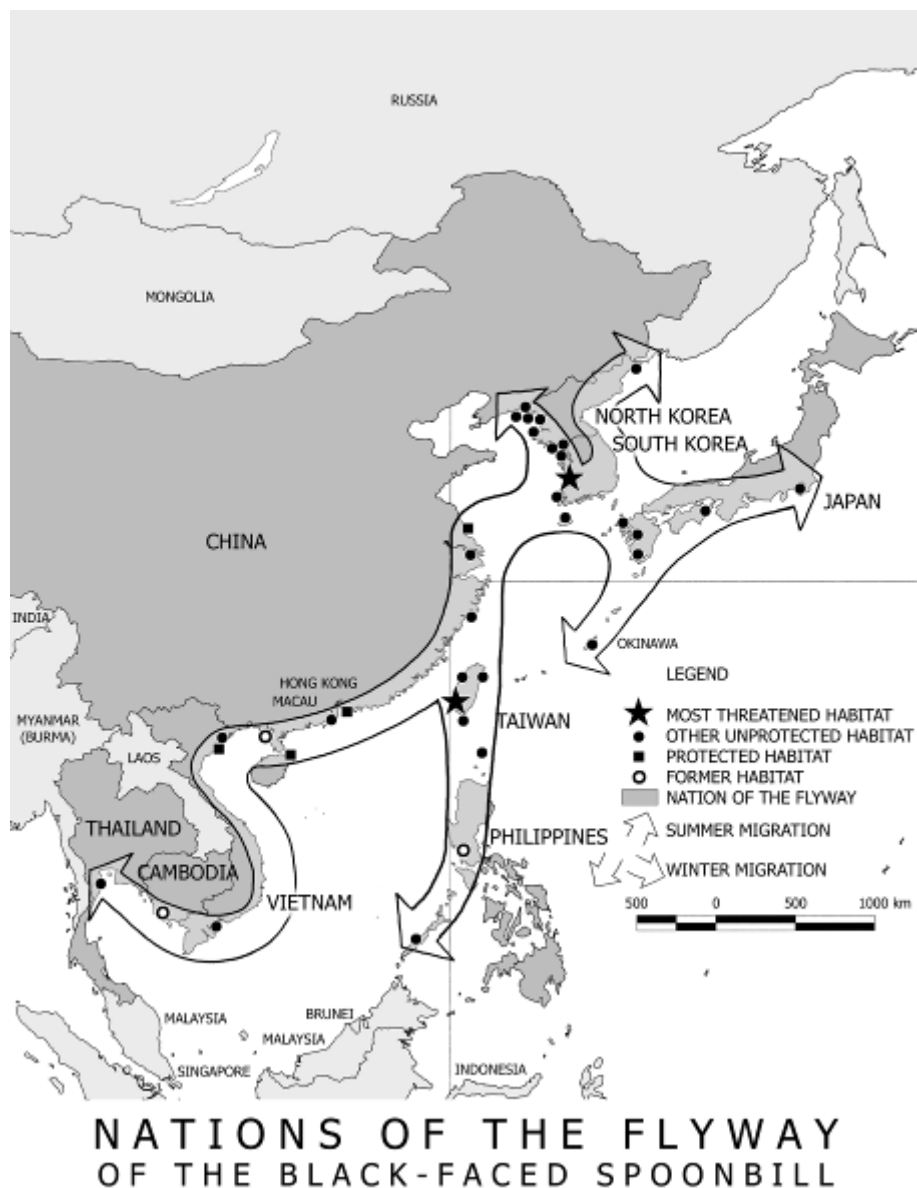 RUSSIA
MONGOLIA
NORTH KOREA
SOUTH KOREA
JAPAN
CHINA
INDIA
OKINAWA
HONG KONG
MACAU
LEGEND
MYANMAR
(BURMA)
LAOS
TAIWAN
MOST THREATENED HABITAT
OTHER UNPROTECTED HABITAT
PROTECTED HABITAT
FORMER HABITAT
NATION OF THE FLYWAY
THAILAND
PHILIPPINES
SUMMER MIGRATION
CAMBODIA
WINTER MIGRATION
VIETNAM
500 0 500 1000 km
MALAYSIA
BRUNEI
MALAYSIA
SINGAPORE
INDONESIA
NATIONS OF THE FLYWAY
OF THE BLACK-FACED SPOONBILL